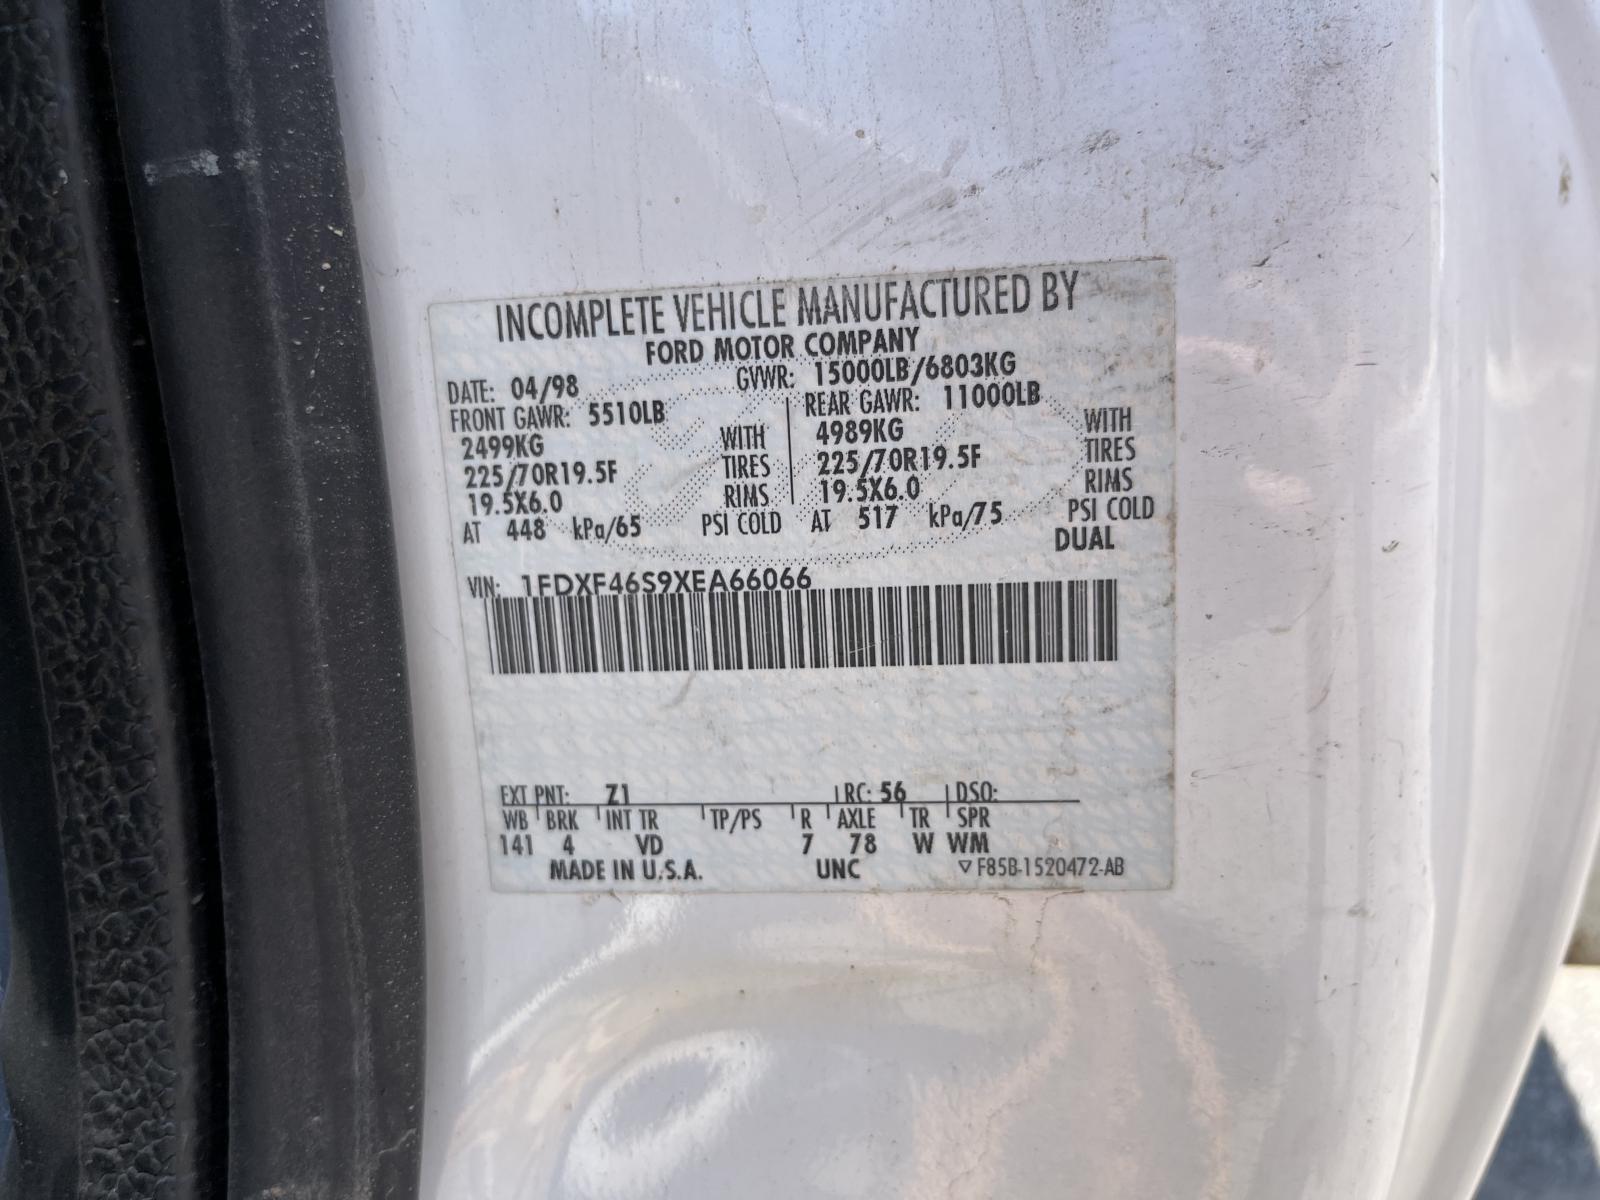 INCOMPLETE VEHICLE MANUFACTURED BY
FORD MOTOR COMPANY
DATE: 04/98 GVWR: 15000LB/6803KG
FRONT GAWR: 5510LB REAR GAWR: 11000LB
2499KG WITH 4989KG WITH
225/70R19.5F TIRES 225/70R19.5F TIRES
19.5X6.0 RIMS 19.5X6.0 RIMS
AT 448 kPa/65 PSI COLD AT 517 kPa/75 PSI COLD
DUAL
VIN: 1FDXF46S9XEA66066
EXT PNT: Z1 RC: 56 DSO:
WB BRK INT TR TP/PS R AXLE TR SPR
141 4 VD 7 78 W WM
MADE IN U.S.A. UNC ▽ F85B-1520472-AB